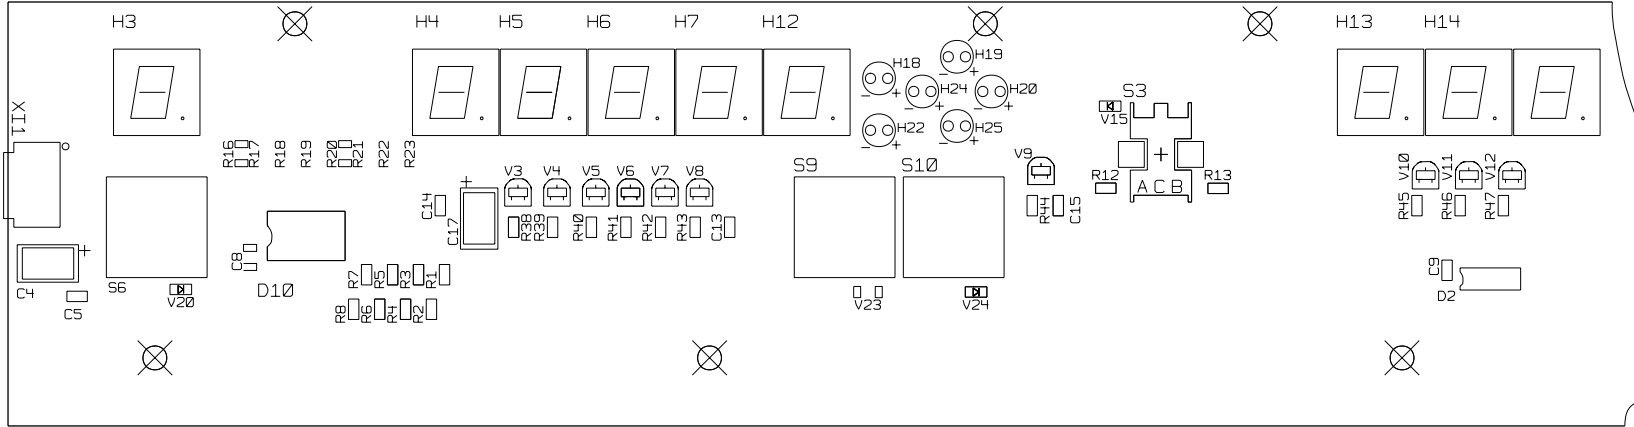 H3
H4 H5 H6 H7 H12
H13 H14
H18 H19
H24 H20
H22 H25
S3
V15
X11
R16 R17 R18 R19 R20 R21 R22 R23
V3 V4 V5 V6 V7 V8
S9 S10
V9
R12 A C B R13
V10 V11 V12
C14 C17
R38 R39 R40 R41 R42 R43 C13
R44 C15
R45 R46 R47
C8
R7 R5 R3 R1
C9
C4 S6 V20 D10
V23 V24
D2
C5
R8 R6 R4 R2